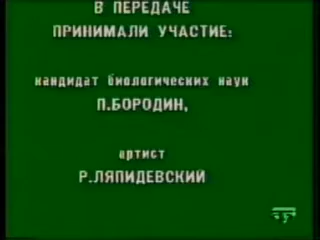 В ПЕРЕДАЧЕ
ПРИНИМАЛИ УЧАСТИЕ:
кандидат биологических наук
П.БОРОДИН,
артист
Р.ЛЯПИДЕВСКИЙ